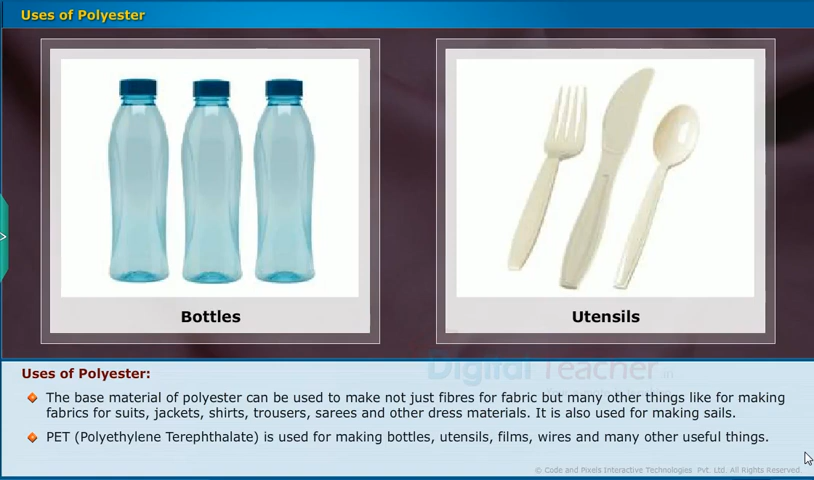 Uses of Polyester
Bottles
Utensils
Digital Teacher.in
Uses of Polyester:
The base material of polyester can be used to make not just fibres for fabric but many other things like for making
fabrics for suits, jackets, shirts, trousers, sarees and other dress materials. It is also used for making sails.
PET (Polyethylene Terephthalate) is used for making bottles, utensils, films, wires and many other useful things.
© Code and Pixels Interactive Technologies Pvt. Ltd. All Rights Reserved.